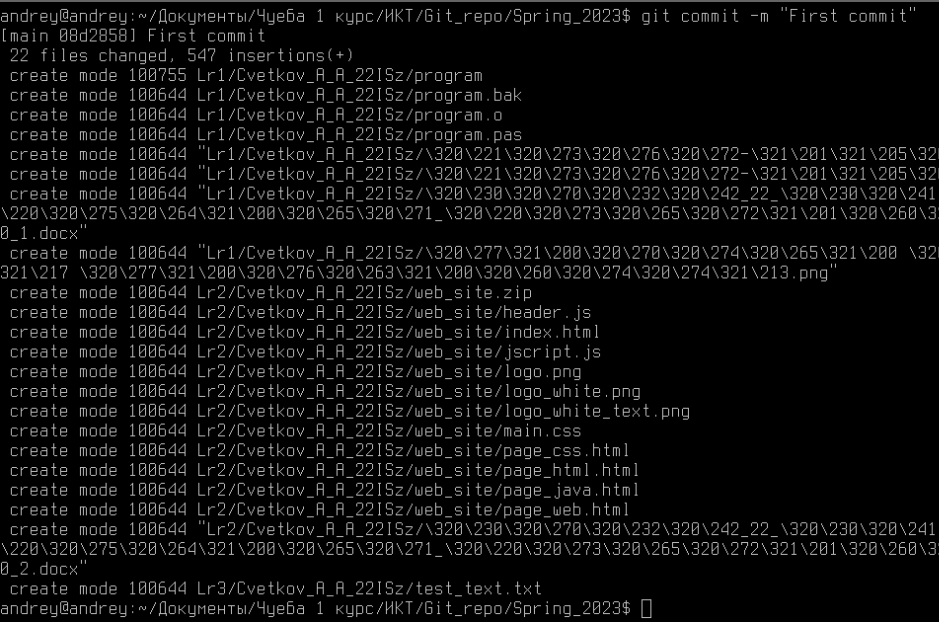 andrey@andrey:~/Документы/Чуеба 1 курс/ИКТ/Git_repo/Spring_2023$ git commit -m "First commit"
[main 08d2858] First commit
 22 files changed, 547 insertions(+)
 create mode 100755 Lr1/Cvetkov_A_A_22ISz/program
 create mode 100644 Lr1/Cvetkov_A_A_22ISz/program.bak
 create mode 100644 Lr1/Cvetkov_A_A_22ISz/program.o
 create mode 100644 Lr1/Cvetkov_A_A_22ISz/program.pas
 create mode 100644 "Lr1/Cvetkov_A_A_22ISz/\320\221\320\273\320\276\320\272-\321\201\321\205\320
 create mode 100644 "Lr1/Cvetkov_A_A_22ISz/\320\221\320\273\320\276\320\272-\321\201\321\205\320
 create mode 100644 "Lr1/Cvetkov_A_A_22ISz/\320\230\320\270\320\232\320\242_22_\320\230\320\241
\220\320\275\320\264\321\200\320\265\320\271_\320\220\320\273\320\265\320\272\321\201\320\260\3
0_1.docx"
 create mode 100644 "Lr1/Cvetkov_A_A_22ISz/\320\277\321\200\320\270\320\274\320\265\321\200 \32
321\217 \320\277\321\200\320\276\320\263\321\200\320\260\320\274\320\274\321\213.png"
 create mode 100644 Lr2/Cvetkov_A_A_22ISz/web_site.zip
 create mode 100644 Lr2/Cvetkov_A_A_22ISz/web_site/header.js
 create mode 100644 Lr2/Cvetkov_A_A_22ISz/web_site/index.html
 create mode 100644 Lr2/Cvetkov_A_A_22ISz/web_site/jscript.js
 create mode 100644 Lr2/Cvetkov_A_A_22ISz/web_site/logo.png
 create mode 100644 Lr2/Cvetkov_A_A_22ISz/web_site/logo_white.png
 create mode 100644 Lr2/Cvetkov_A_A_22ISz/web_site/logo_white_text.png
 create mode 100644 Lr2/Cvetkov_A_A_22ISz/web_site/main.css
 create mode 100644 Lr2/Cvetkov_A_A_22ISz/web_site/page_css.html
 create mode 100644 Lr2/Cvetkov_A_A_22ISz/web_site/page_html.html
 create mode 100644 Lr2/Cvetkov_A_A_22ISz/web_site/page_java.html
 create mode 100644 Lr2/Cvetkov_A_A_22ISz/web_site/page_web.html
 create mode 100644 "Lr2/Cvetkov_A_A_22ISz/\320\230\320\270\320\232\320\242_22_\320\230\320\241
\220\320\275\320\264\321\200\320\265\320\271_\320\220\320\273\320\265\320\272\321\201\320\260\3
0_2.docx"
 create mode 100644 Lr3/Cvetkov_A_A_22ISz/test_text.txt
andrey@andrey:~/Документы/Чуеба 1 курс/ИКТ/Git_repo/Spring_2023$